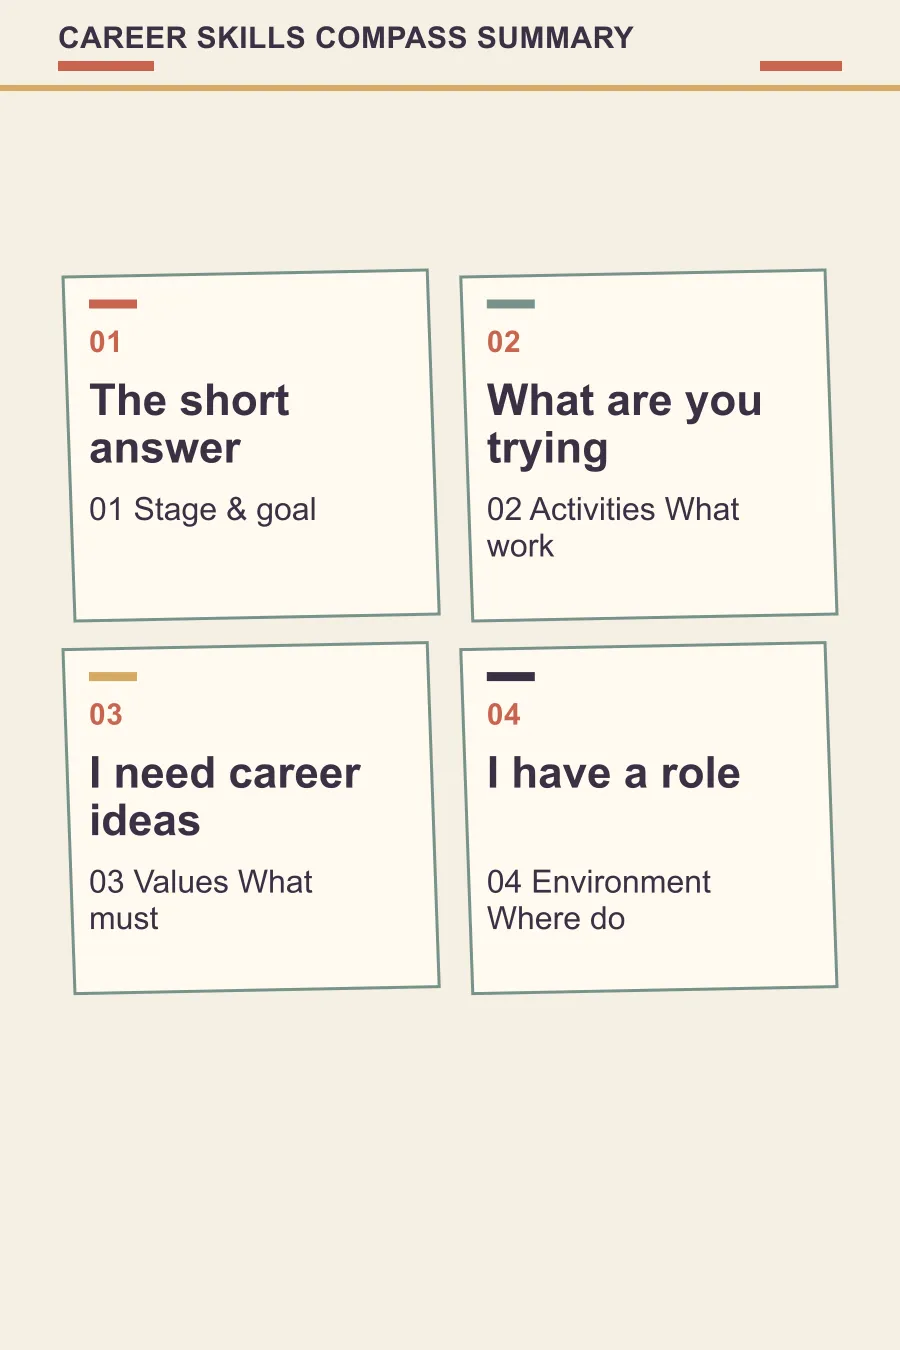 CAREER SKILLS COMPASS SUMMARY
01
The short
answer
01 Stage & goal
02
What are you
trying
02 Activities What
work
03
I need career
ideas
03 Values What
must
04
I have a role
04 Environment
Where do